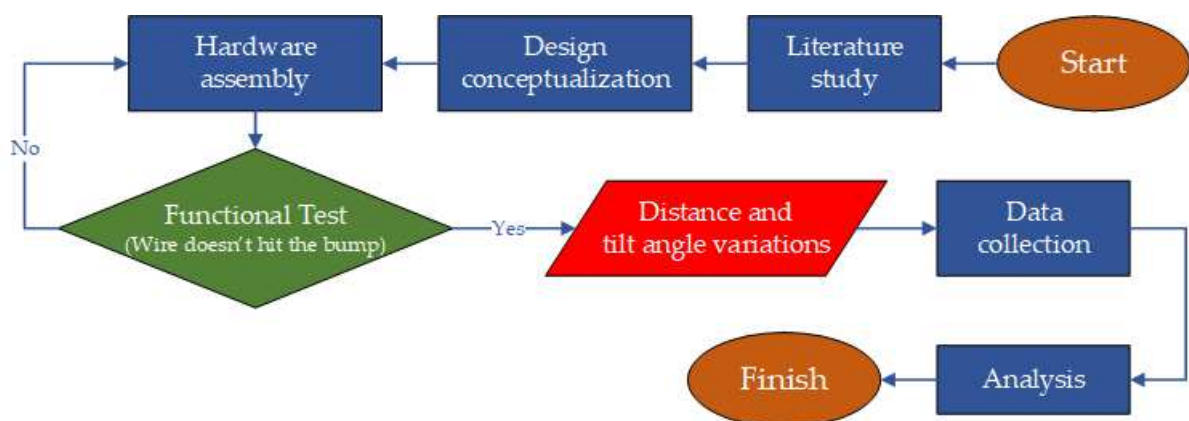 Start
Literature
study
Design
conceptualization
Hardware
assembly
No
Functional Test
(Wire doesn't hit the bump)
Yes
Distance and
tilt angle variations
Data
collection
Analysis
Finish